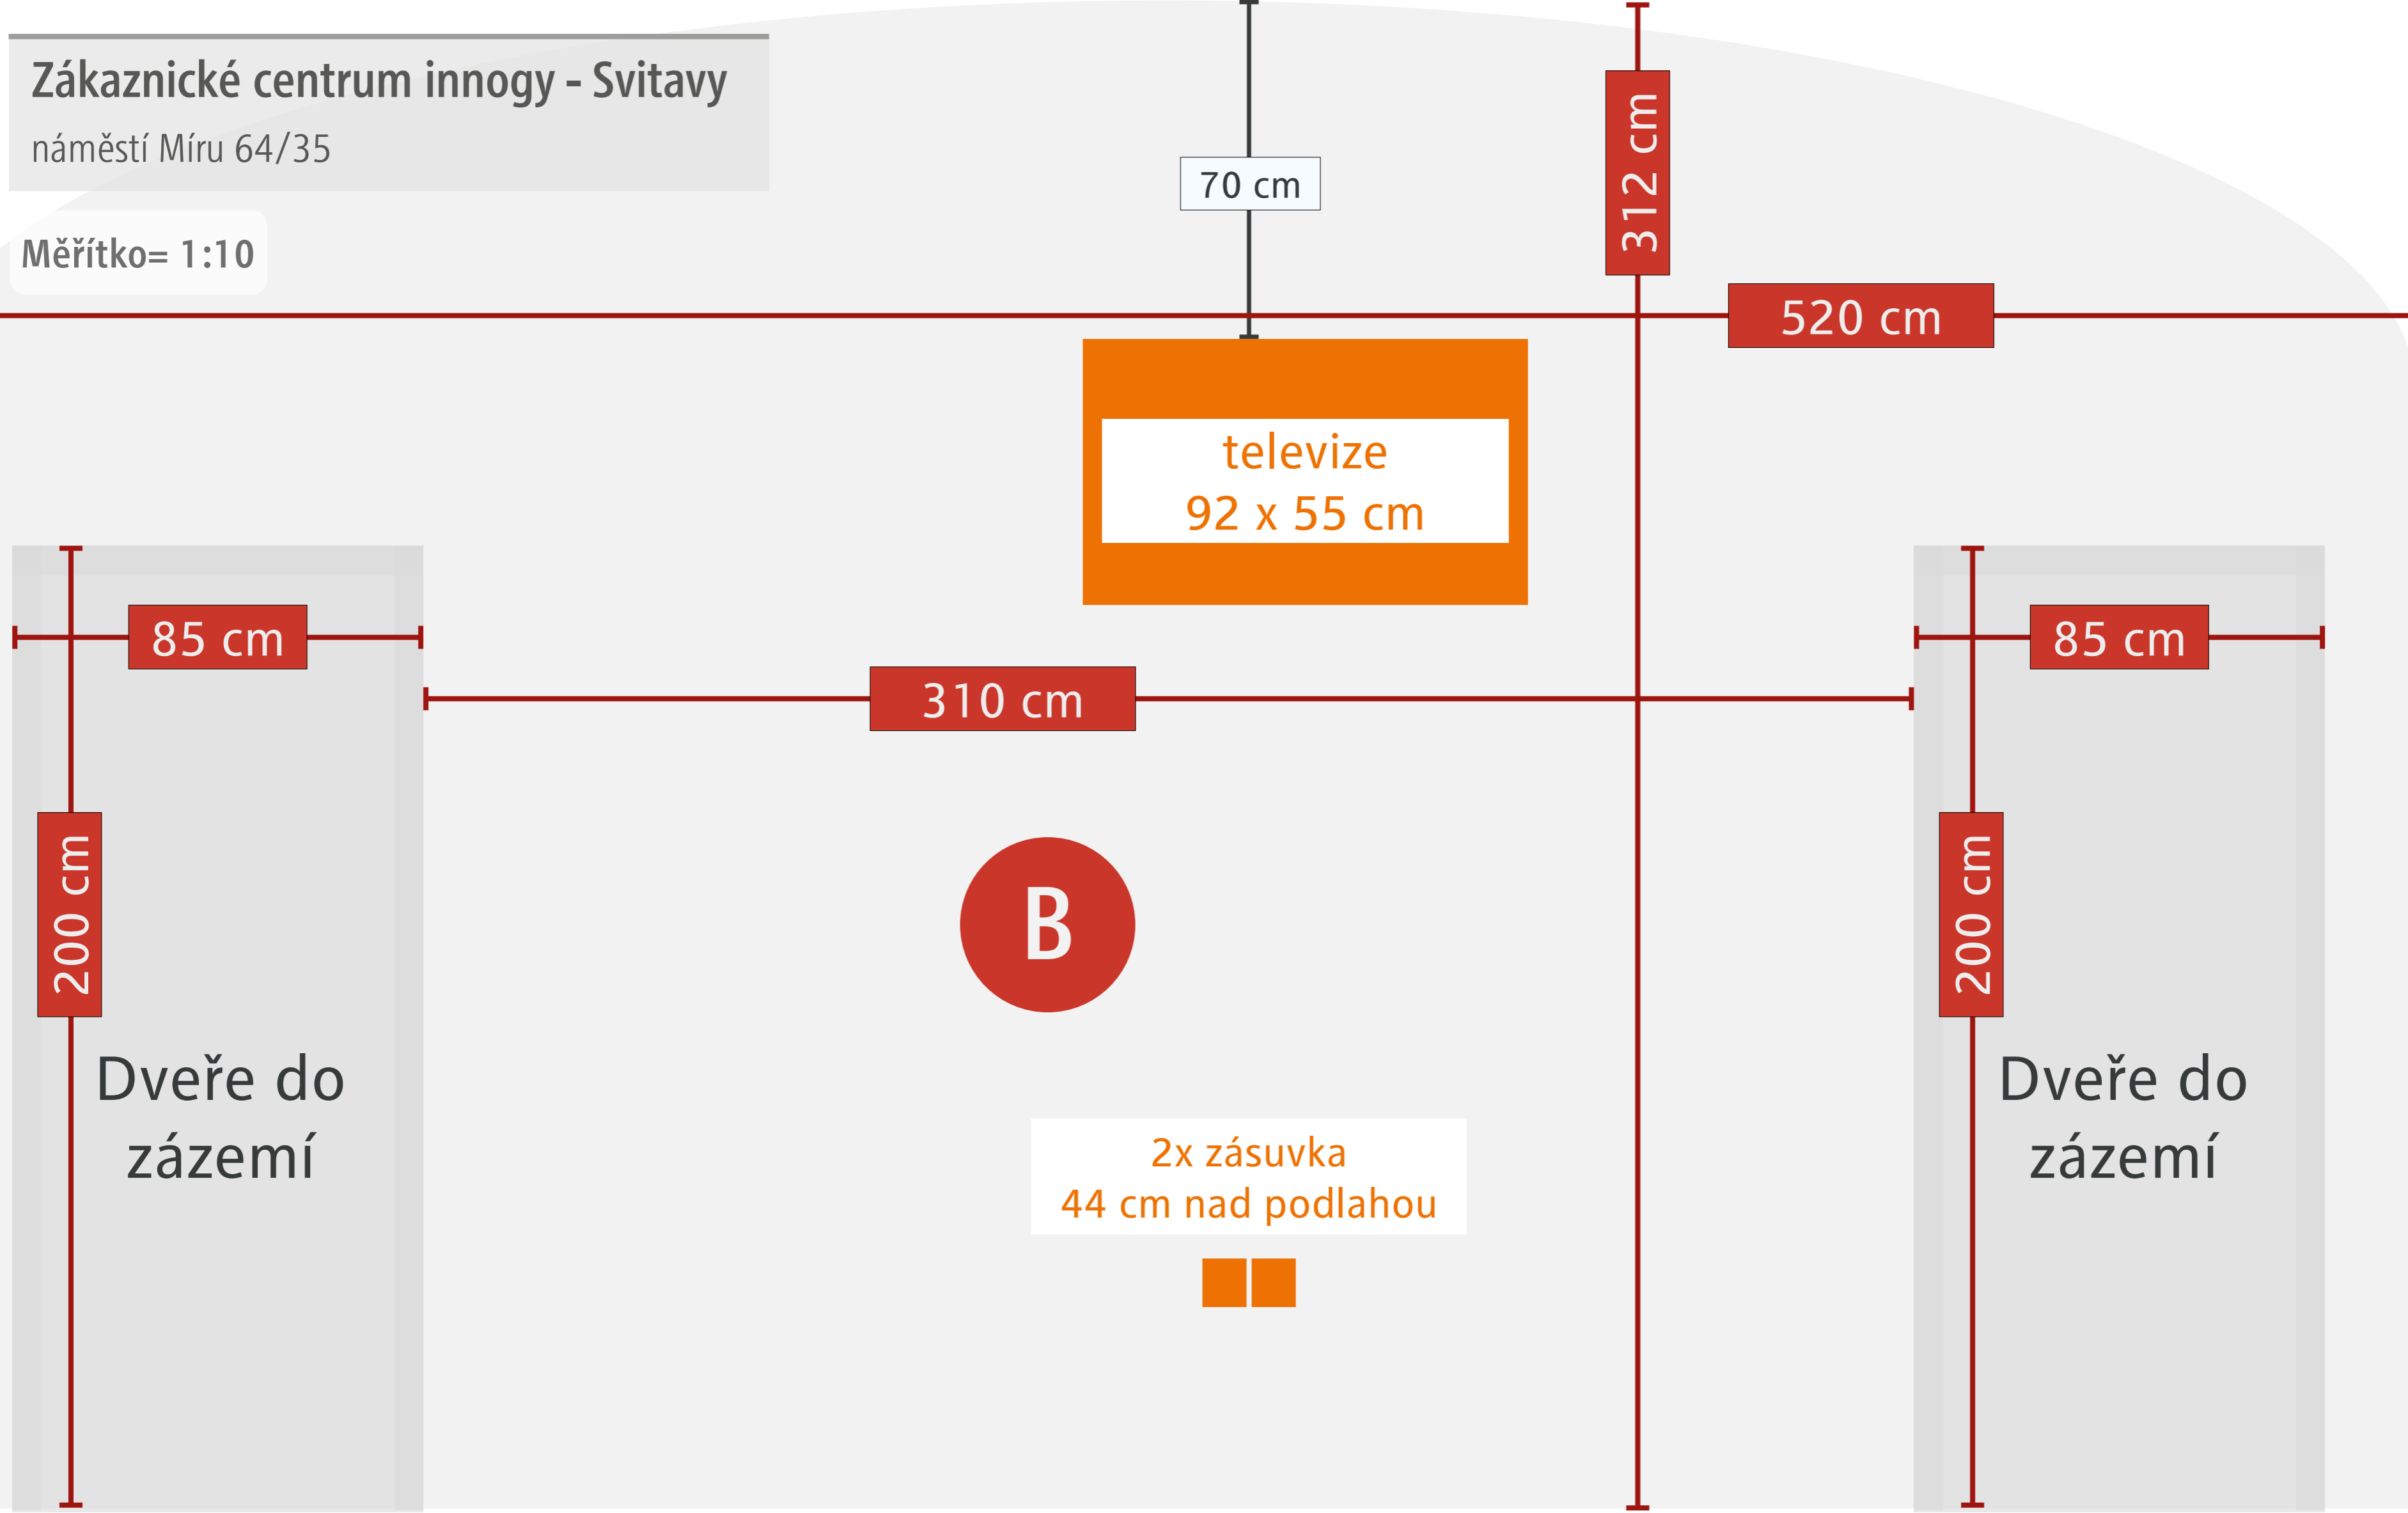 Zákaznické centrum innogy - Svitavy
náměstí Míru 64/35
Měřítko= 1:10
70 cm
312 cm
520 cm
televize
92 x 55 cm
85 cm
85 cm
310 cm
200 cm
200 cm
B
Dveře do
zázemí
Dveře do
zázemí
2x zásuvka
44 cm nad podlahou